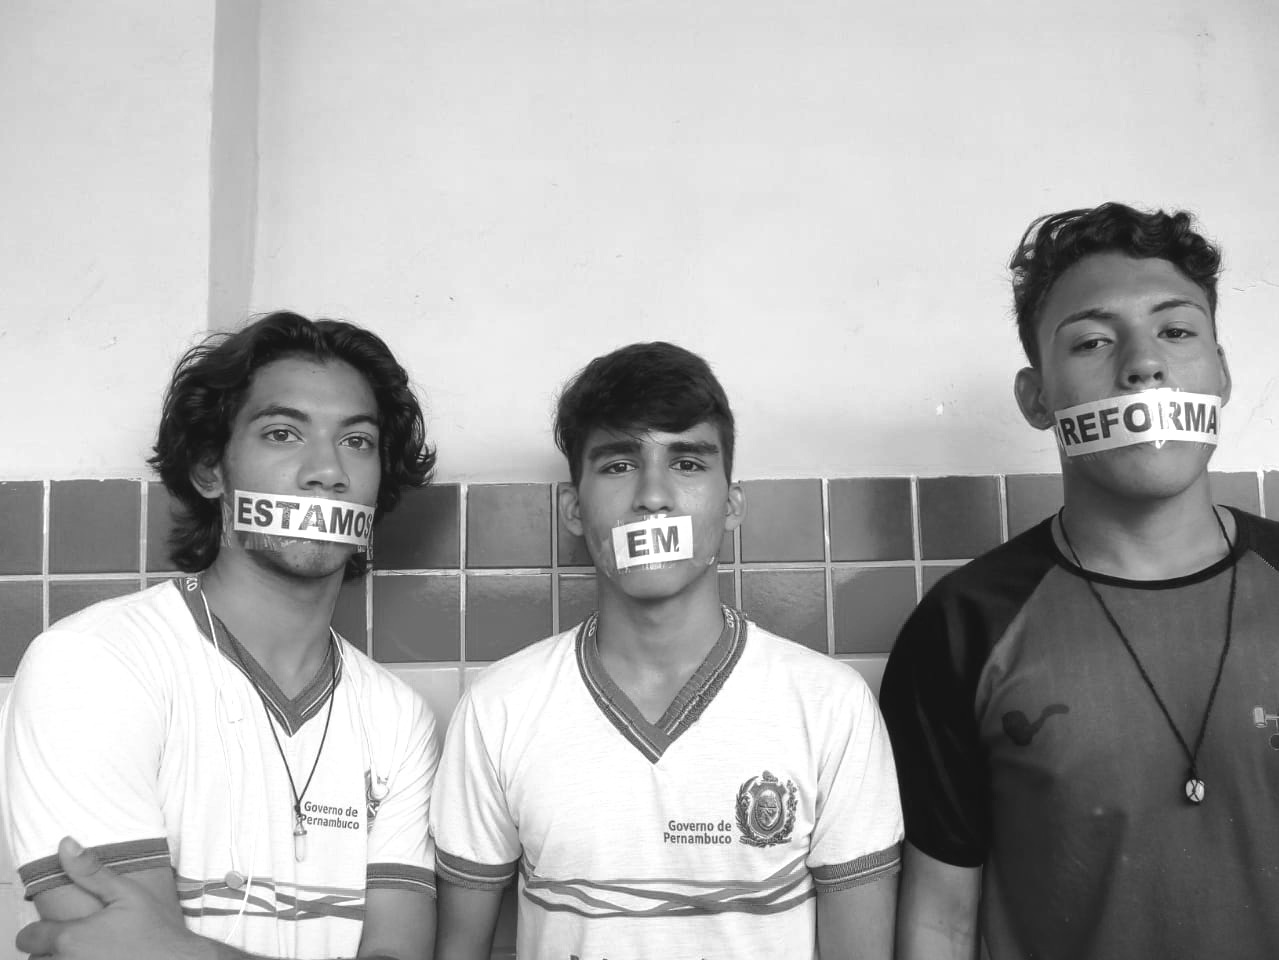 ESTAMOS
EM
REFORMA
Governo de
Pernambuco
Governo de
Pernambuco